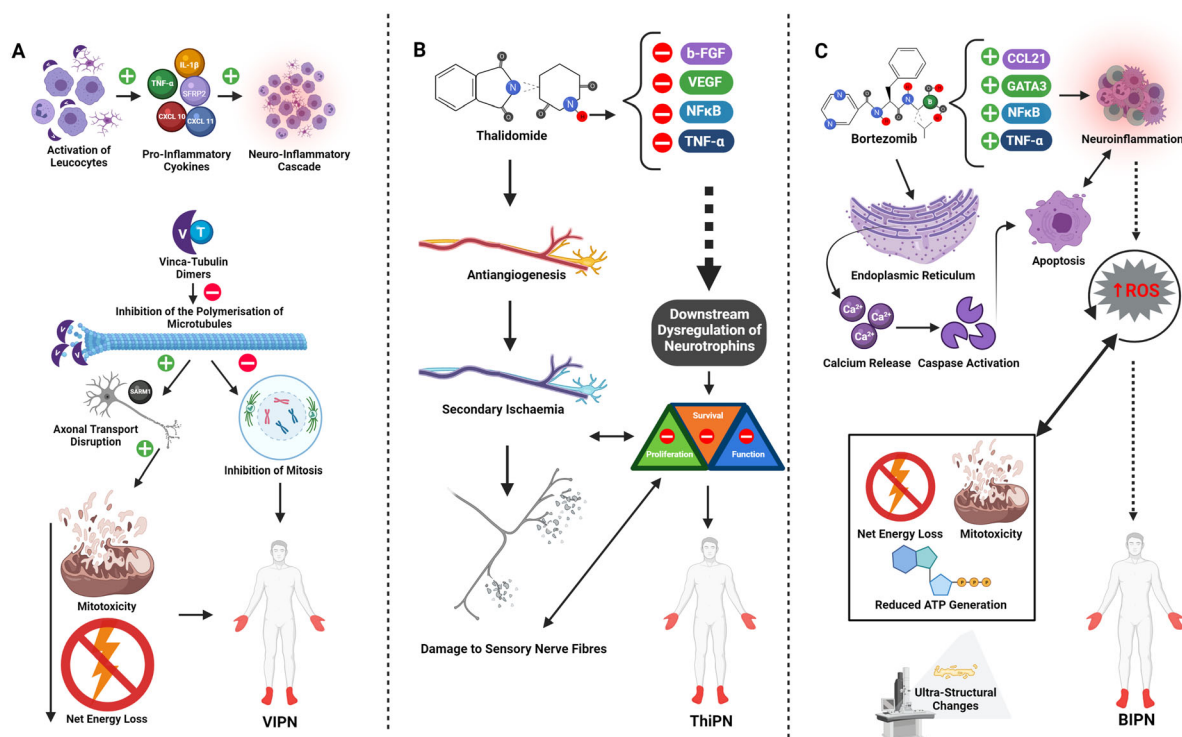 A
IL-1β
TNF-α
SFRP2
CXCL 10
CXCL 11
Activation of
Leucocytes
Pro-Inflammatory
Cyokines
Neuro-Inflammatory
Cascade
V
T
Vinca-Tubulin
Dimers
Inhibition of the Polymerisation of
Microtubules
V
V
V
SARM1
Axonal Transport
Disruption
Inhibition of Mitosis
Mitotoxicity
Net Energy Loss
VIPN
B
O
N
O
O
N
O
H
Thalidomide
b-FGF
VEGF
NFκB
TNF-α
Antiangiogenesis
Secondary Ischaemia
Downstream
Dysregulation of
Neurotrophins
Survival
Proliferation
Function
Damage to Sensory Nerve Fibres
ThiPN
C
N
N
O
N
O
N
B
Bortezomib
CCL21
GATA3
NFκB
TNF-α
Neuroinflammation
Endoplasmic Reticulum
Apoptosis
Ca²⁺
Ca²⁺
Ca²⁺
Calcium Release
Caspase Activation
↑ROS
Net Energy Loss
Mitotoxicity
P P P
Reduced ATP Generation
Ultra-Structural
Changes
BIPN